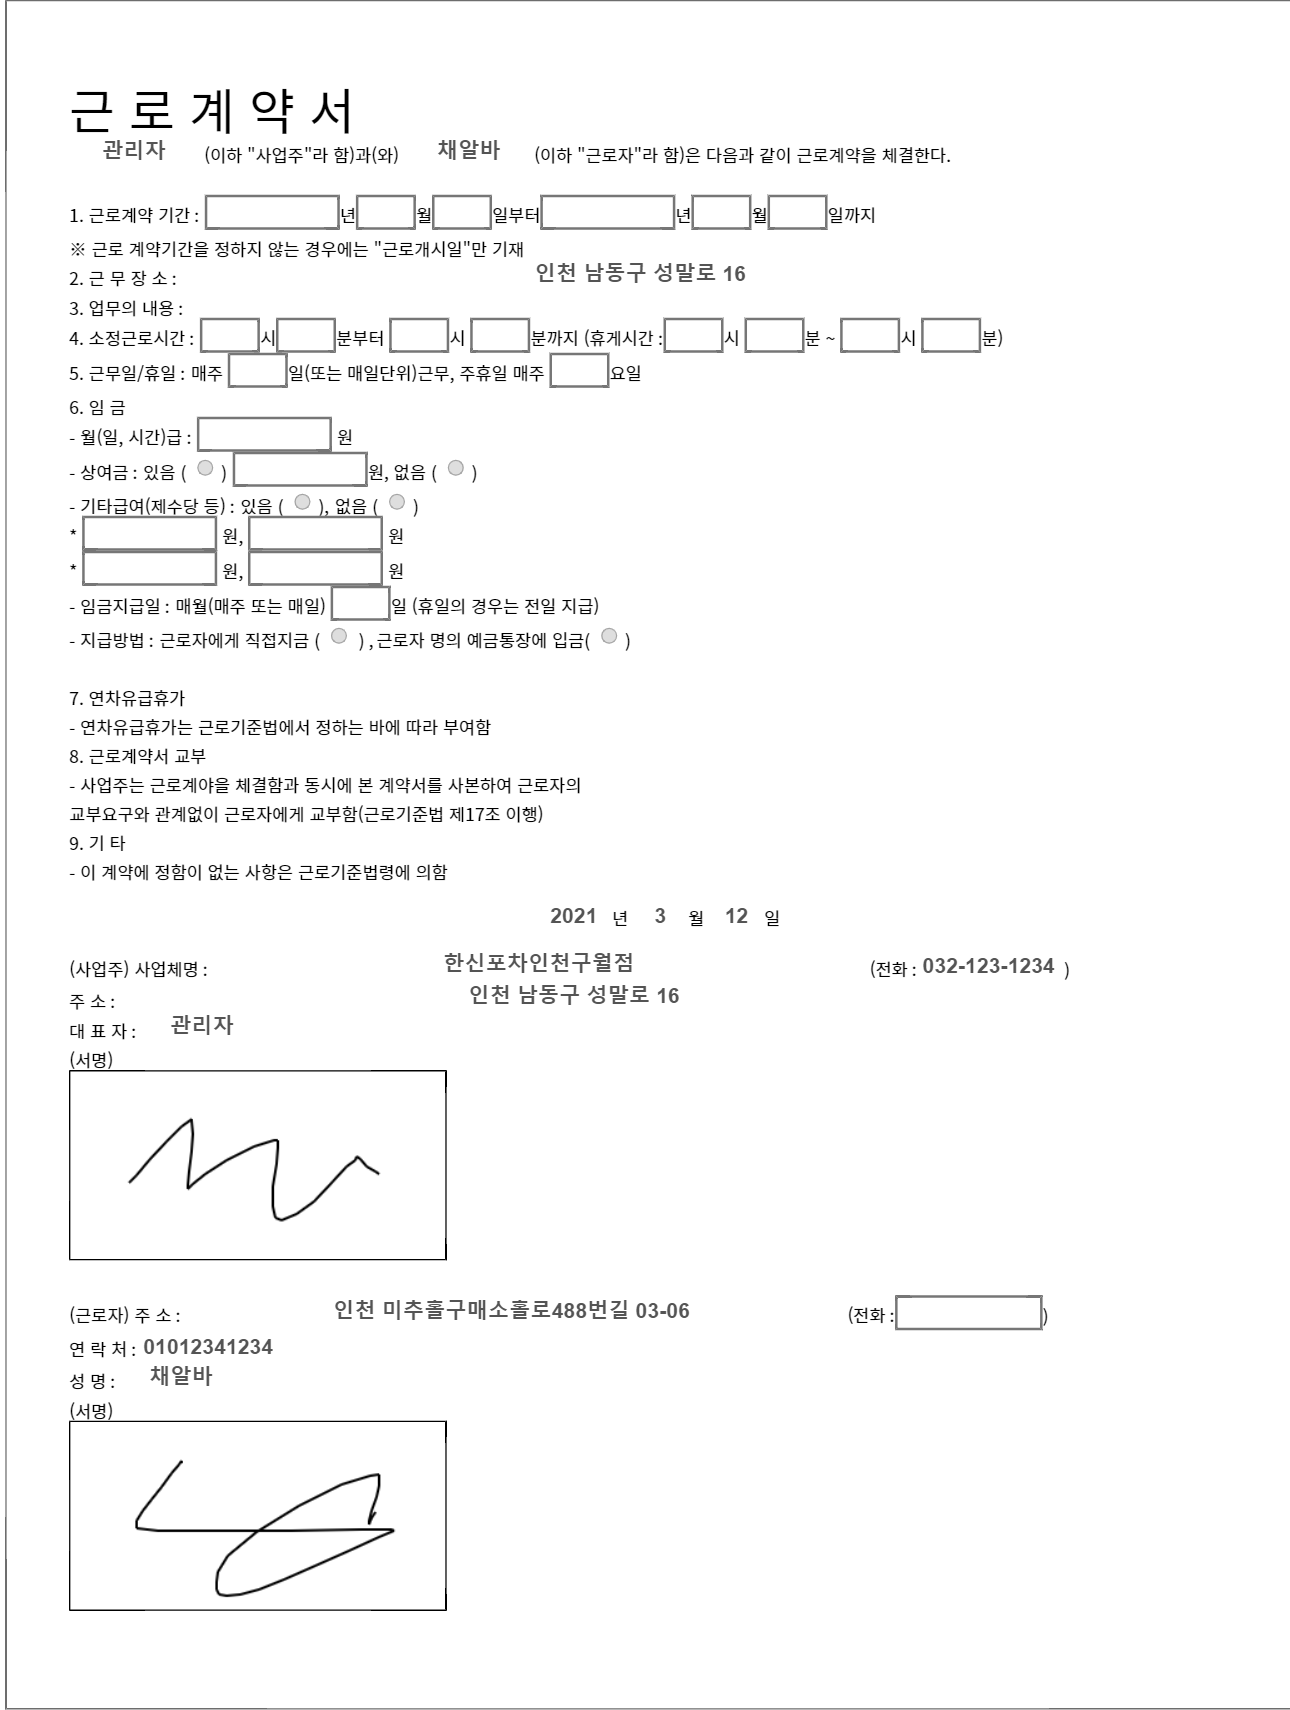 근 로 계 약 서
관리자 (이하 "사업주"라 함)과(와) 채알바 (이하 "근로자"라 함)은 다음과 같이 근로계약을 체결한다.
1. 근로계약 기간 : 년 월 일부터 년 월 일까지
※ 근로 계약기간을 정하지 않는 경우에는 "근로개시일"만 기재
2. 근 무 장 소 : 인천 남동구 성말로 16
3. 업무의 내용 :
4. 소정근로시간 : 시 분부터 시 분까지 (휴게시간 : 시 분 ~ 시 분)
5. 근무일/휴일 : 매주 일(또는 매일단위)근무, 주휴일 매주 요일
6. 임 금
- 월(일, 시간)급 : 원
- 상여금 : 있음 ( ) 원, 없음 ( )
- 기타급여(제수당 등) : 있음 ( ), 없음 ( )
* 원, 원
* 원, 원
- 임금지급일 : 매월(매주 또는 매일) 일 (휴일의 경우는 전일 지급)
- 지급방법 : 근로자에게 직접지금 ( ) , 근로자 명의 예금통장에 입금( )
7. 연차유급휴가
- 연차유급휴가는 근로기준법에서 정하는 바에 따라 부여함
8. 근로계약서 교부
- 사업주는 근로계야을 체결함과 동시에 본 계약서를 사본하여 근로자의
교부요구와 관계없이 근로자에게 교부함(근로기준법 제17조 이행)
9. 기 타
- 이 계약에 정함이 없는 사항은 근로기준법령에 의함
2021 년 3 월 12 일
(사업주) 사업체명 : 한신포차인천구월점 (전화 : 032-123-1234 )
주 소 : 인천 남동구 성말로 16
대 표 자 : 관리자
(서명)
(근로자) 주 소 : 인천 미추홀구매소홀로488번길 03-06 (전화 : )
연 락 처 : 01012341234
성 명 : 채알바
(서명)